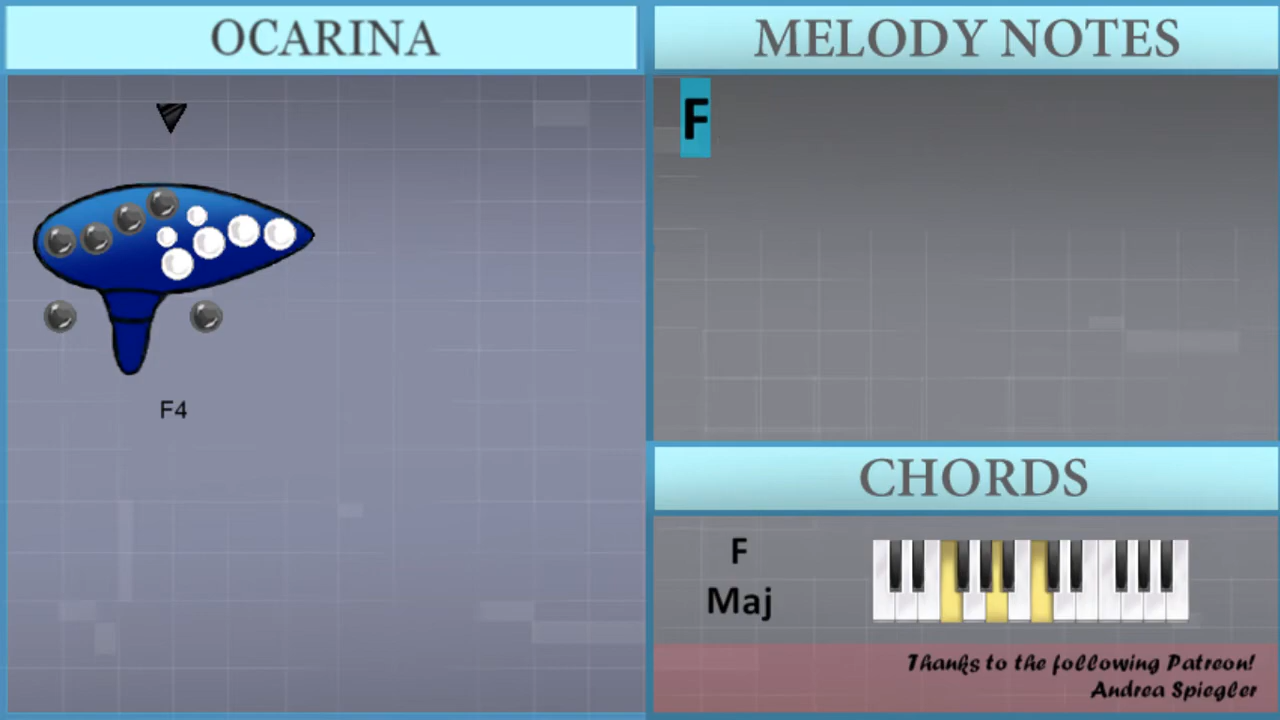 OCARINA
F4
MELODY NOTES
F
CHORDS
F
Maj
Thanks to the following Patreon!
Andrea Spiegler